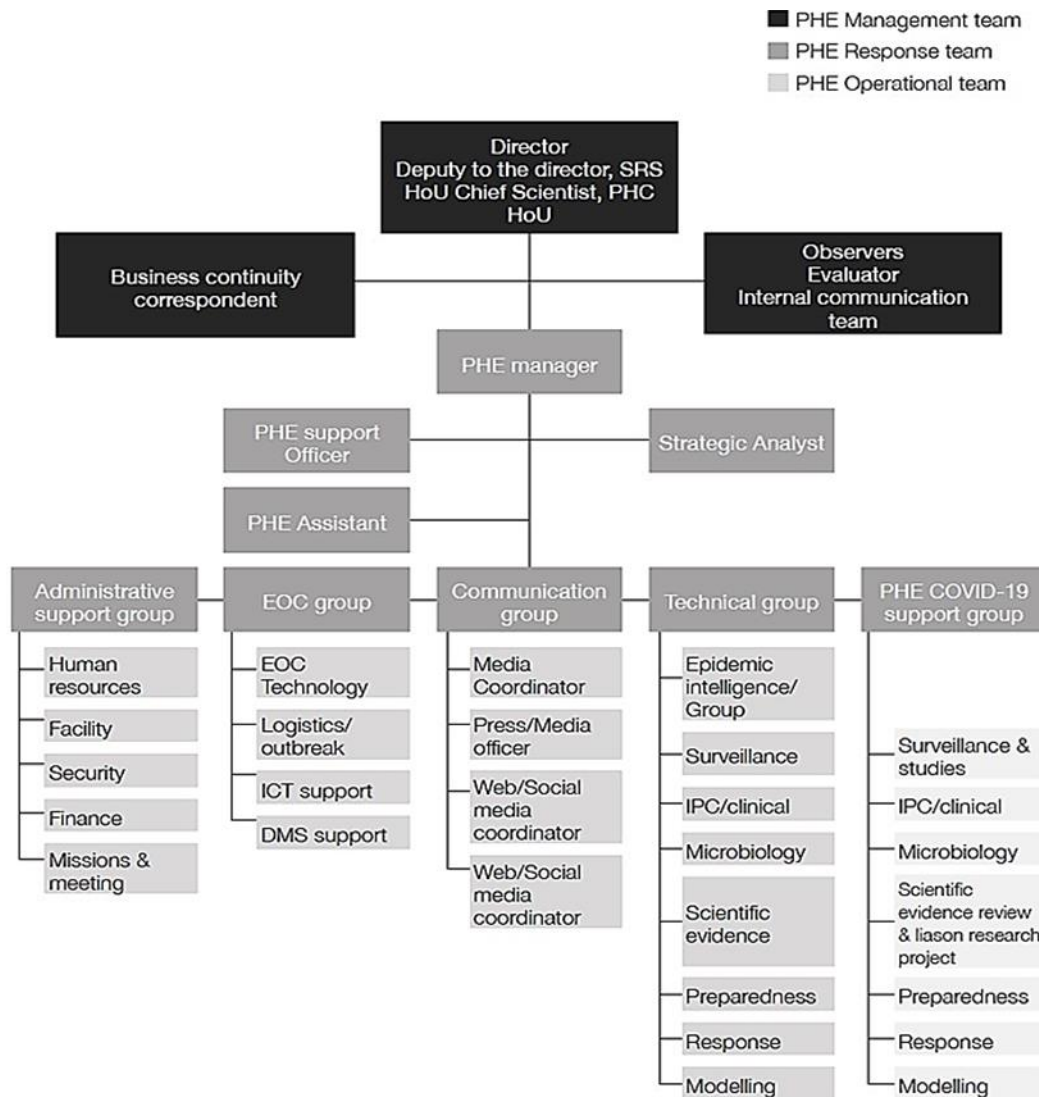 PHE Management team
PHE Response team
PHE Operational team
Director
Deputy to the director, SRS
HoU Chief Scientist, PHC
HoU
Business continuity
correspondent
Observers
Evaluator
Internal communication
team
PHE manager
PHE support
Officer
Strategic Analyst
PHE Assistant
Administrative
support group
EOC group
Communication
group
Technical group
PHE COVID-19
support group
Human
resources
Facility
Security
Finance
Missions &
meeting
EOC
Technology
Logistics/
outbreak
ICT support
DMS support
Media
Coordinator
Press/Media
officer
Web/Social
media
coordinator
Web/Social
media
coordinator
Epidemic
intelligence/
Group
Surveillance
IPC/clinical
Microbiology
Scientific
evidence
Preparedness
Response
Modelling
Surveillance &
studies
IPC/clinical
Microbiology
Scientific
evidence review
& liason research
project
Preparedness
Response
Modelling